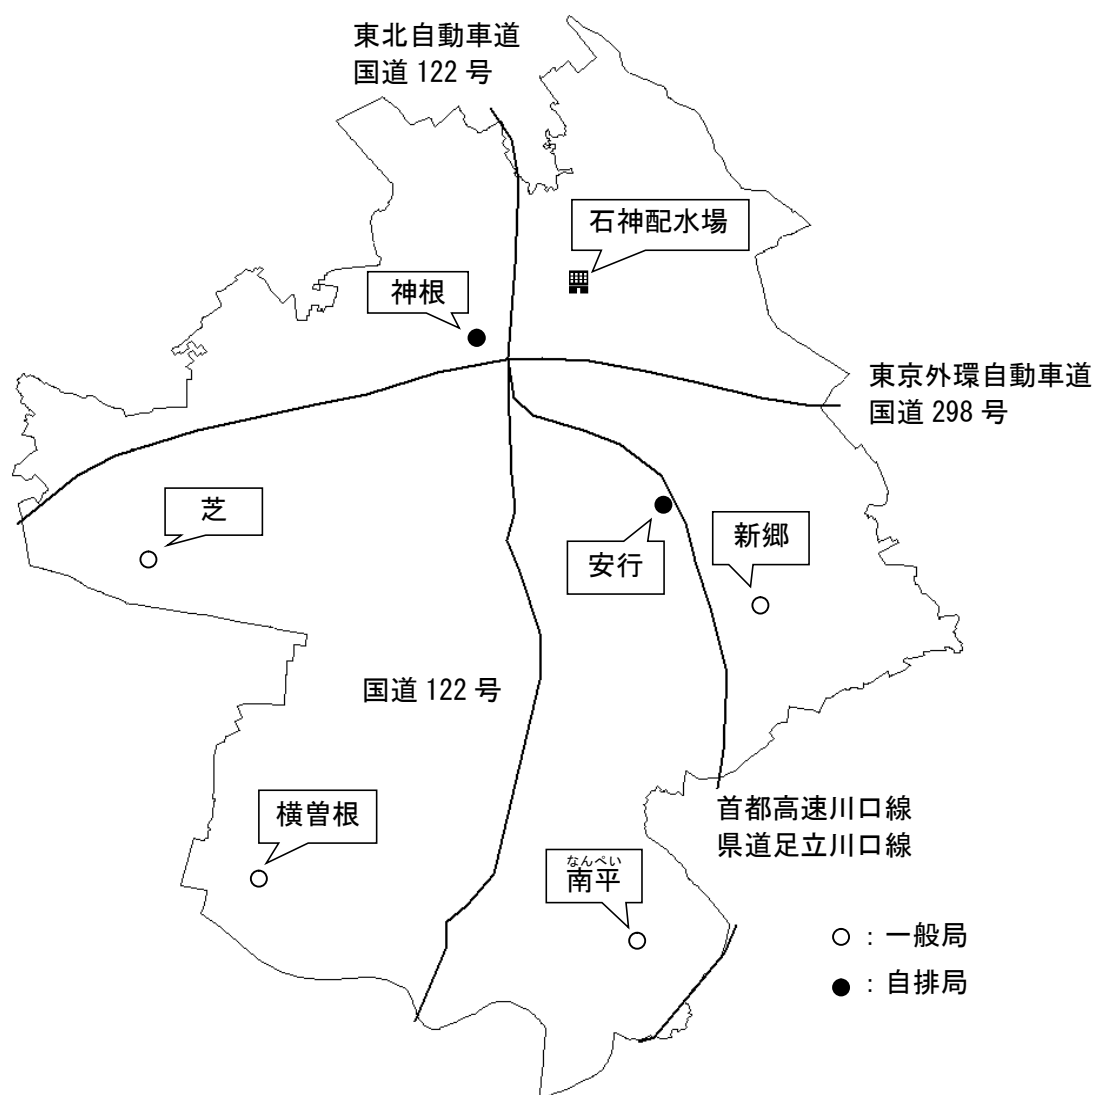 東北自動車道
国道 122 号
石神配水場
神根
東京外環自動車道
国道 298 号
芝
新郷
安行
国道 122 号
首都高速川口線
県道足立川口線
横曽根
なんぺい
南平
○ : 一般局
● : 自排局